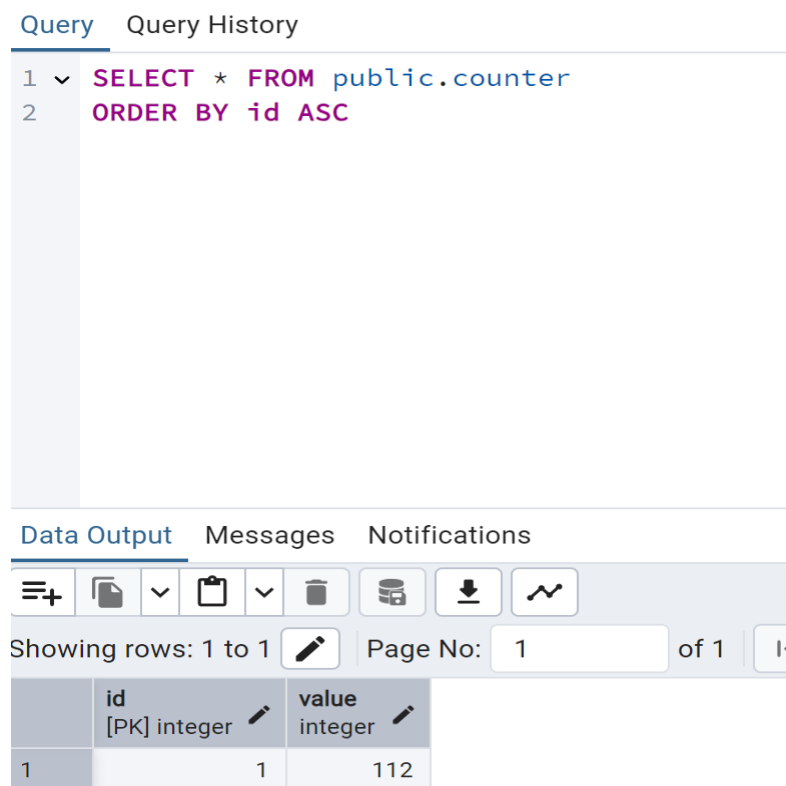 Query Query History
1 SELECT * FROM public.counter
2 ORDER BY id ASC
Data Output Messages Notifications
Showing rows: 1 to 1 Page No: 1 of 1
id value
[PK] integer integer
1 1 112